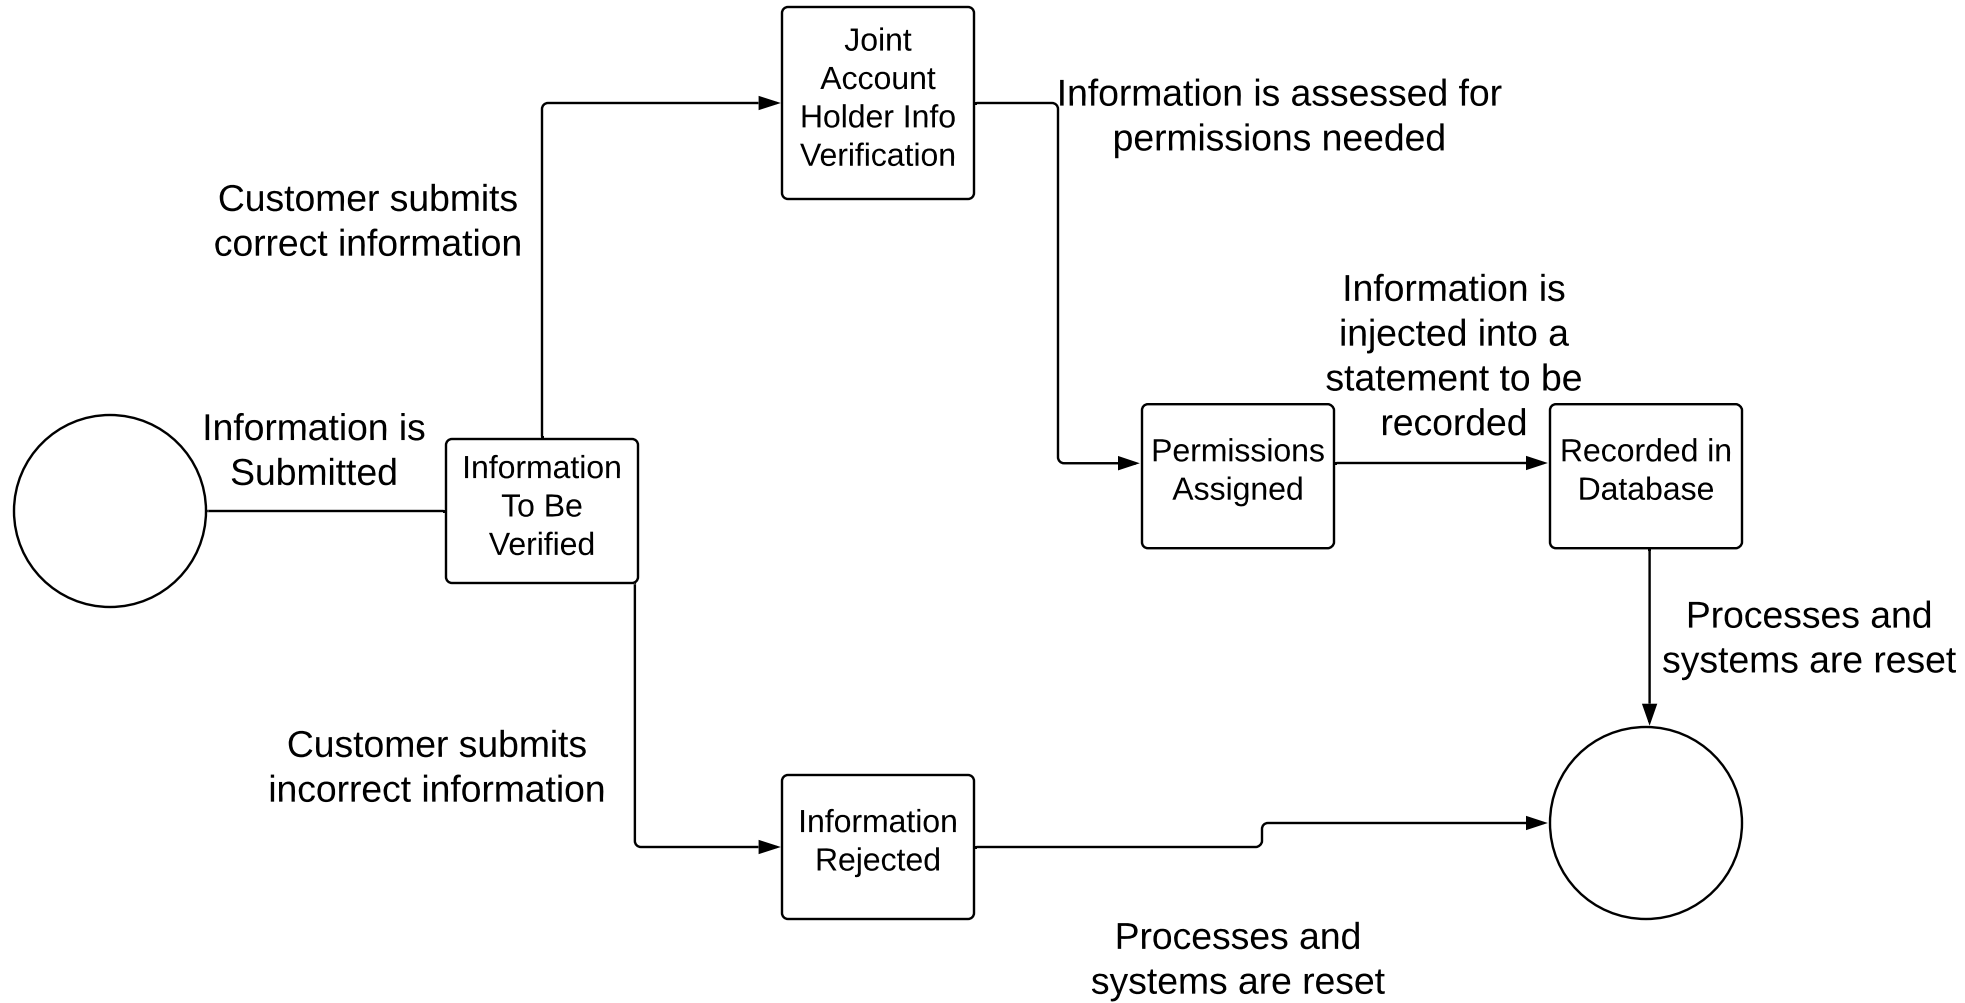 Joint
Account
Holder Info
Verification
Information is assessed for
permissions needed
Customer submits
correct information
Information is
injected into a
statement to be
recorded
Information is
Submitted
Information
To Be
Verified
Permissions
Assigned
Recorded in
Database
Processes and
systems are reset
Customer submits
incorrect information
Information
Rejected
Processes and
systems are reset